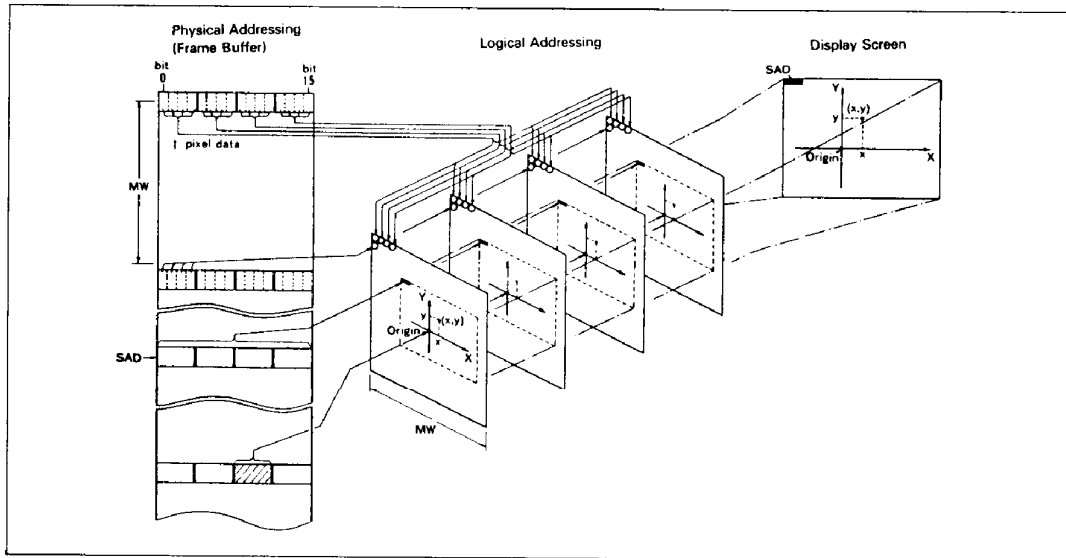 Physical Addressing
(Frame Buffer)
Logical Addressing
Display Screen
bit
0
bit
15
SAD
Y
(x,y)
y
Origin
x
X
1 pixel data
MW
Y
y
(x,y)
Origin
x
X
SAD
MW